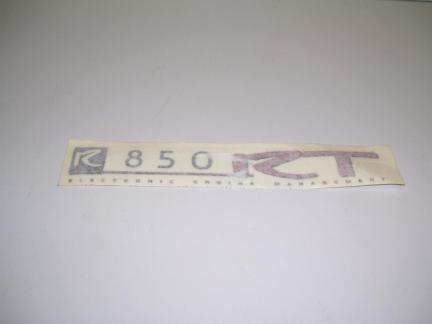 R 850 RT
ELECTRONIC ENGINE MANAGEMENT